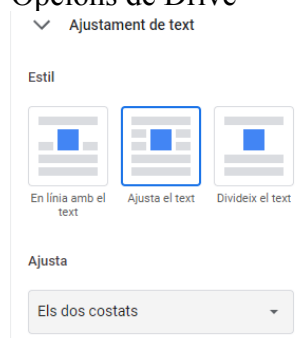 Opcions de Drive
Ajustament de text
Estil
En línia amb el
text
Ajusta el text
Divideix el text
Ajusta
Els dos costats